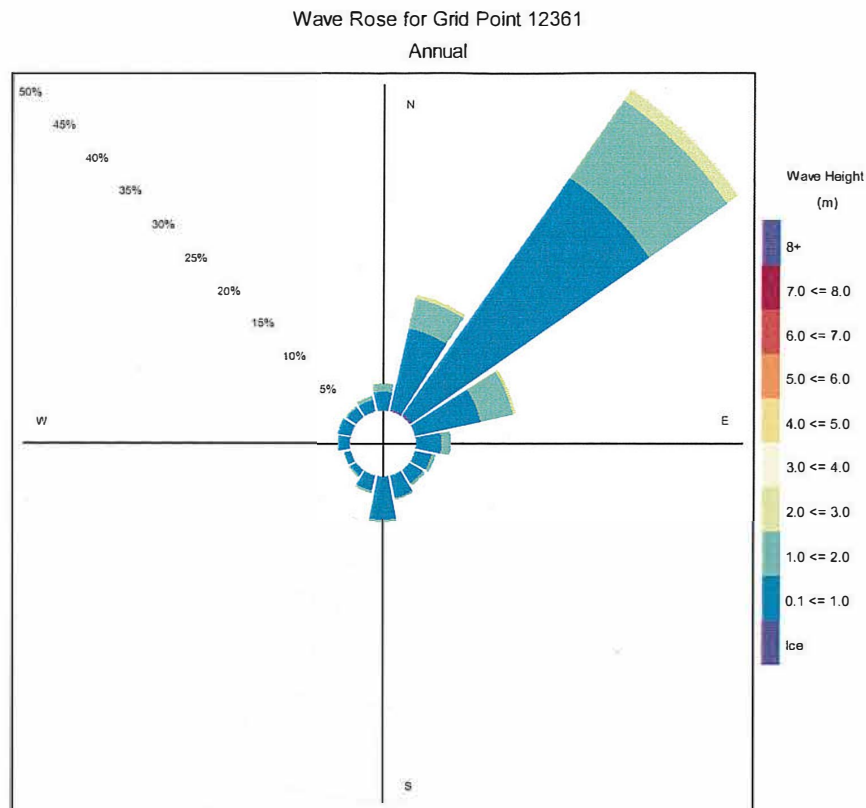 Wave Rose for Grid Point 12361
Annual
50%
45%
40%
35%
30%
25%
20%
15%
10%
5%
N
W
E
S
Wave Height
(m)
8+
7.0 <= 8.0
6.0 <= 7.0
5.0 <= 6.0
4.0 <= 5.0
3.0 <= 4.0
2.0 <= 3.0
1.0 <= 2.0
0.1 <= 1.0
Ice